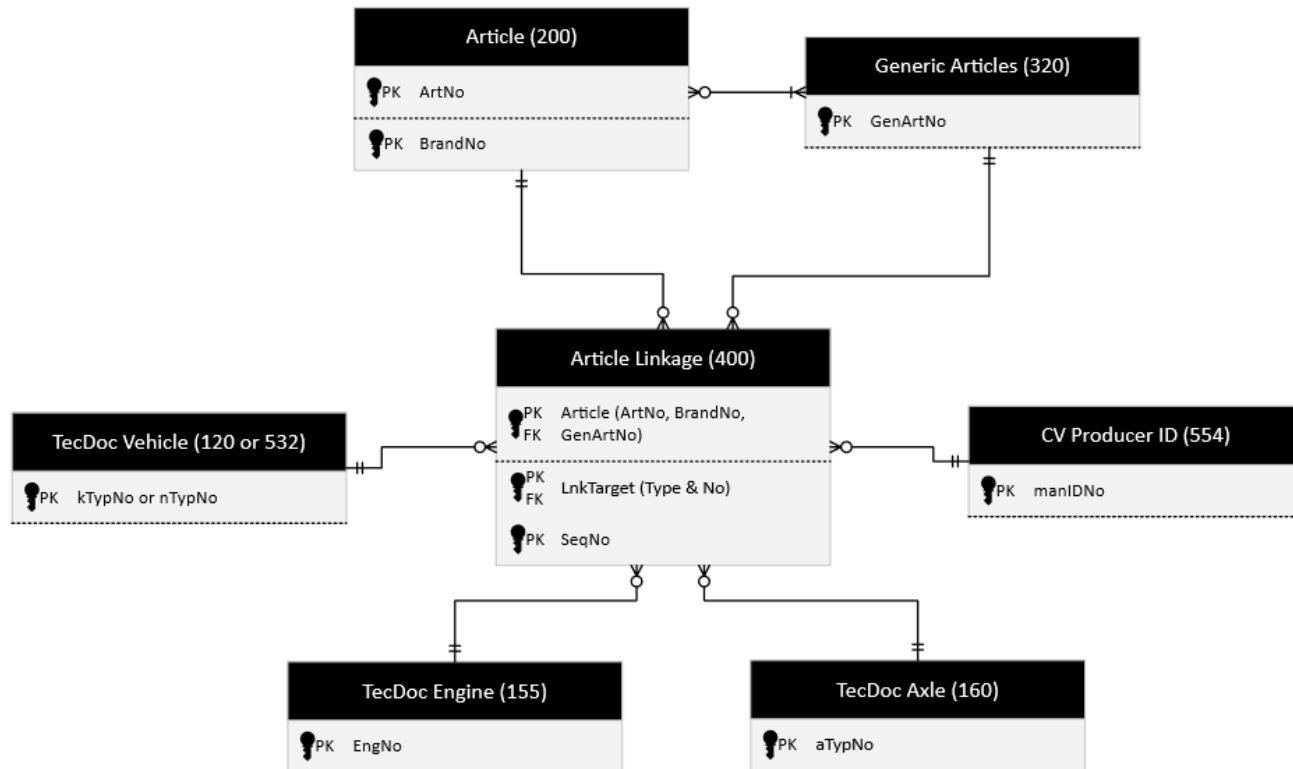 Article (200)
PK ArtNo
PK BrandNo
Generic Articles (320)
PK GenArtNo
Article Linkage (400)
PK Article (ArtNo, BrandNo,
FK GenArtNo)
PK
LnkTarget (Type & No)
FK
PK SeqNo
TecDoc Vehicle (120 or 532)
PK kTypNo or nTypNo
CV Producer ID (554)
PK manIDNo
TecDoc Engine (155)
PK EngNo
TecDoc Axle (160)
PK aTypNo